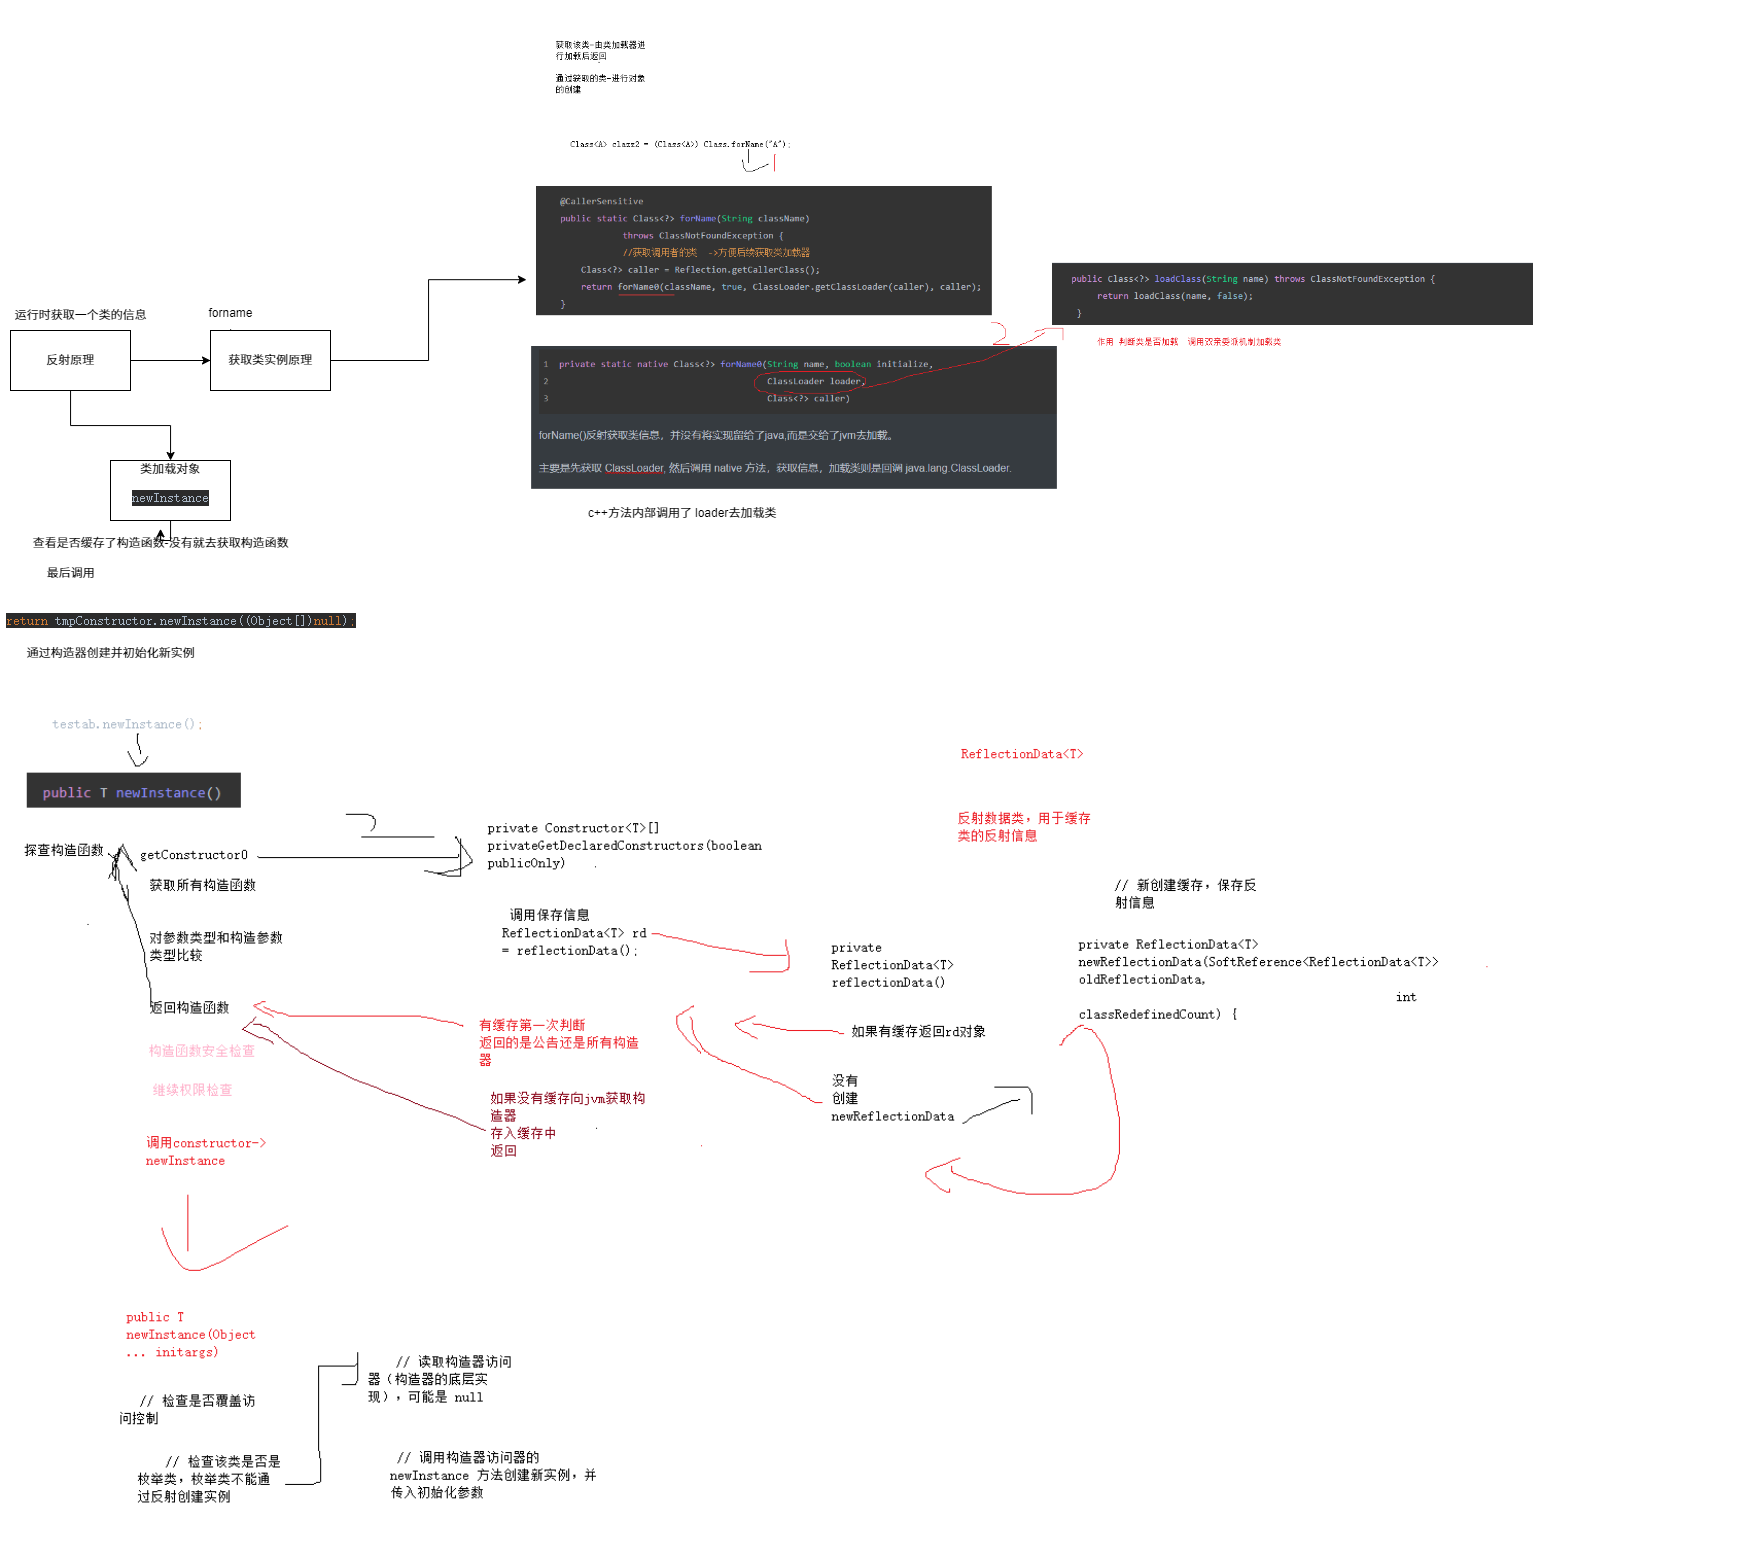 获取该类-由类加载器进
行加载后返回
通过获取的类-进行对象
的创建
Class<A> clazz2 = (Class<A>) Class.forName("A");
@CallerSensitive
public static Class<?> forName(String className)
throws ClassNotFoundException {
//获取调用者的类 ->方便后续获取类加载器
Class<?> caller = Reflection.getCallerClass();
return forName0(className, true, ClassLoader.getClassLoader(caller), caller);
}
public Class<?> loadClass(String name) throws ClassNotFoundException {
return loadClass(name, false);
}
作用 判断类是否加载 调用双亲委派机制加载类
运行时获取一个类的信息
forname
反射原理
获取类实例原理
2
1 private static native Class<?> forName0(String name, boolean initialize,
2 ClassLoader loader,
3 Class<?> caller)
forName()反射获取类信息，并没有将实现留给了java,而是交给了jvm去加载。
主要是先获取 ClassLoader, 然后调用 native 方法，获取信息，加载类则是回调 java.lang.ClassLoader.
c++方法内部调用了 loader去加载类
类加载对象
newInstance
查看是否缓存了构造函数-没有就去获取构造函数
最后调用
return tmpConstructor.newInstance((Object[])null);
通过构造器创建并初始化新实例
testab.newInstance();
public T newInstance()
探查构造函数
getConstructor0
获取所有构造函数
对参数类型和构造参数
类型比较
返回构造函数
构造函数安全检查
继续权限检查
调用constructor->
newInstance
private Constructor<T>[]
privateGetDeclaredConstructors(boolean
publicOnly)
调用保存信息
ReflectionData<T> rd
= reflectionData();
有缓存第一次判断
返回的是公告还是所有构造
器
如果没有缓存向jvm获取构
造器
存入缓存中
返回
ReflectionData<T>
反射数据类，用于缓存
类的反射信息
private
ReflectionData<T>
reflectionData()
如果有缓存返回rd对象
没有
创建
newReflectionData
// 新创建缓存，保存反
射信息
private ReflectionData<T>
newReflectionData(SoftReference<ReflectionData<T>>
oldReflectionData,
int
classRedefinedCount) {
public T
newInstance(Object
... initargs)
// 检查是否覆盖访
问控制
// 检查该类是否是
枚举类，枚举类不能通
过反射创建实例
// 读取构造器访问
器（构造器的底层实
现），可能是 null
// 调用构造器访问器的
newInstance 方法创建新实例，并
传入初始化参数